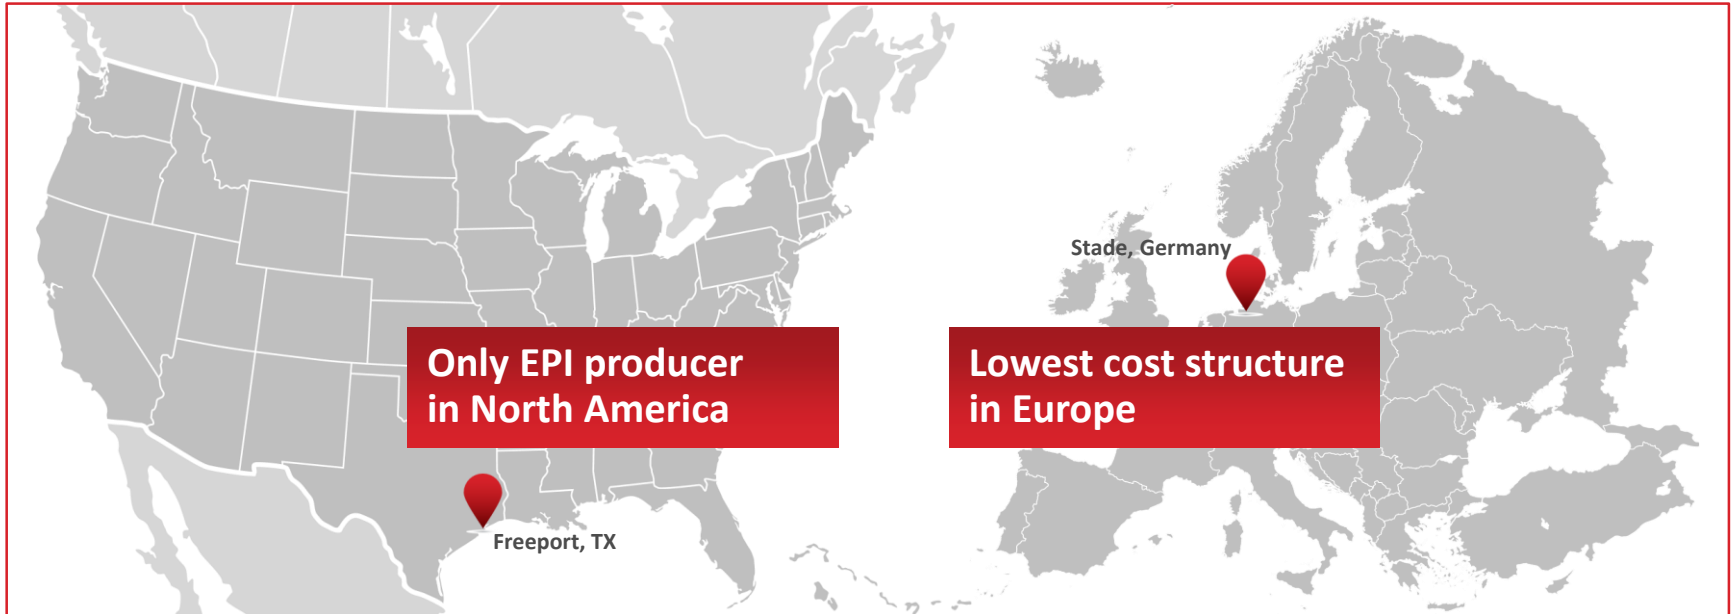 Stade, Germany
Only EPI producer
in North America
Lowest cost structure
in Europe
Freeport, TX